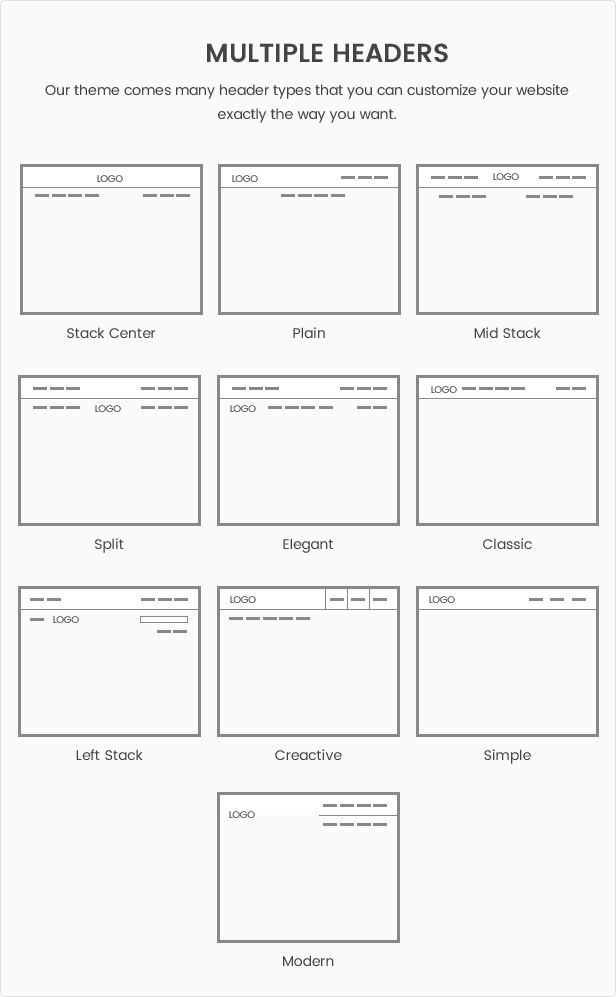 MULTIPLE HEADERS
Our theme comes many header types that you can customize your website
exactly the way you want.
LOGO
LOGO
LOGO
Stack Center
Plain
Mid Stack
LOGO
LOGO
LOGO
Split
Elegant
Classic
LOGO
LOGO
LOGO
Left Stack
Creactive
Simple
LOGO
Modern